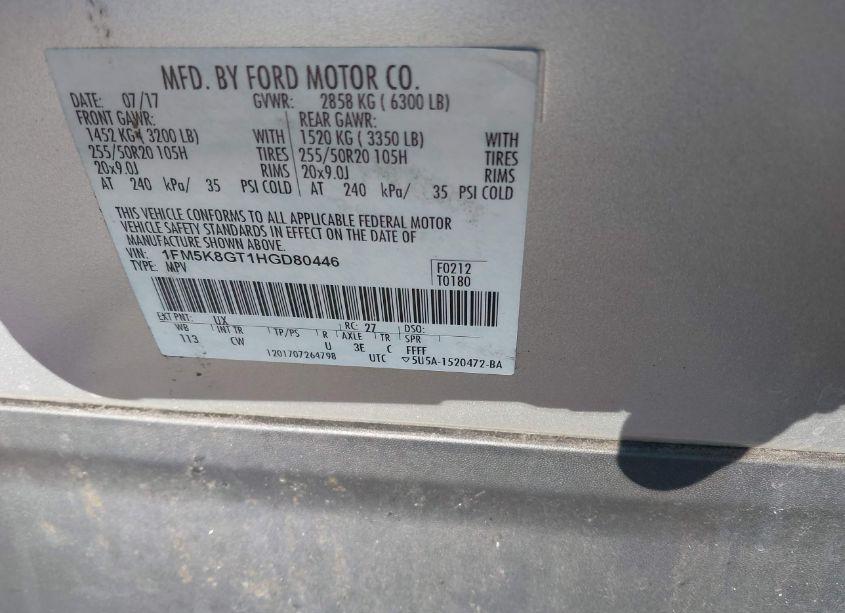 MFD. BY FORD MOTOR CO.
DATE: 07/17 GVWR: 2858 KG ( 6300 LB)
FRONT GAWR: REAR GAWR:
1452 KG ( 3200 LB) WITH 1520 KG ( 3350 LB) WITH
255/50R20 105H TIRES 255/50R20 105H TIRES
20x9.0J RIMS 20x9.0J RIMS
AT 240 kPa/ 35 PSI COLD AT 240 kPa/ 35 PSI COLD
THIS VEHICLE CONFORMS TO ALL APPLICABLE FEDERAL MOTOR
VEHICLE SAFETY STANDARDS IN EFFECT ON THE DATE OF
MANUFACTURE SHOWN ABOVE.
VIN: 1FM5K8GT1HGD80446
TYPE: MPV
F0212
T0180
EXT PNT: UX RC: 27 DSO:
WB INT TR TP/PS R AXLE TR SPR
113 CW U 3E C FFFF
1201707264798 UTC ▽5U5A-1520472-BA